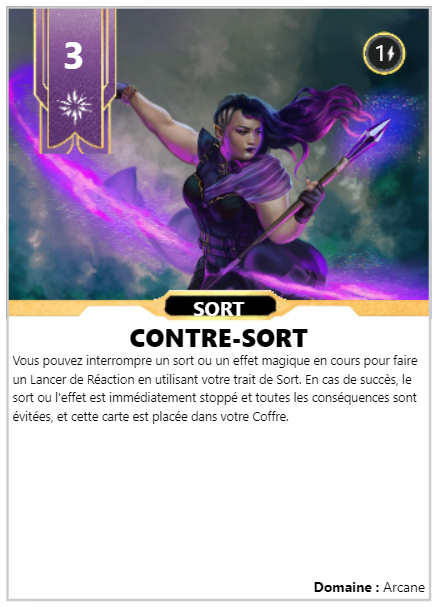 3
1
SORT
CONTRE-SORT
Vous pouvez interrompre un sort ou un effet magique en cours pour faire
un Lancer de Réaction en utilisant votre trait de Sort. En cas de succès, le
sort ou l'effet est immédiatement stoppé et toutes les conséquences sont
évitées, et cette carte est placée dans votre Coffre.
Domaine : Arcane